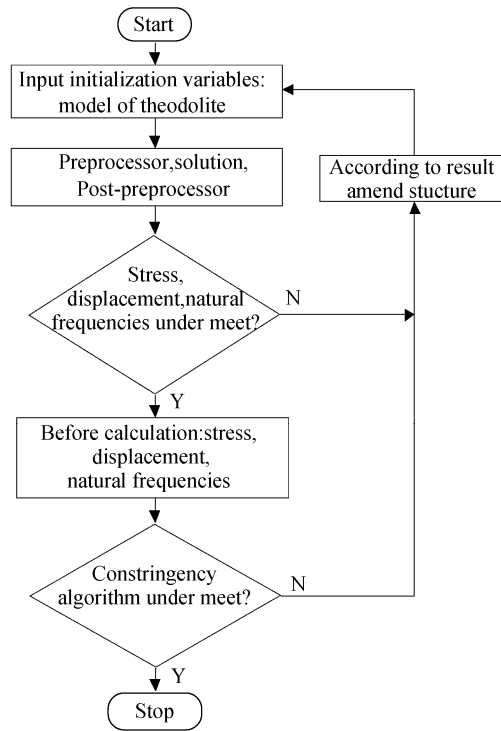 Start
Input initialization variables:
model of theodolite
Preprocessor,solution,
Post-preprocessor
According to result
amend stucture
Stress,
displacement,natural
frequencies under meet?
N
Y
Before calculation:stress,
displacement,
natural frequencies
Constringency
algorithm under meet?
N
Y
Stop